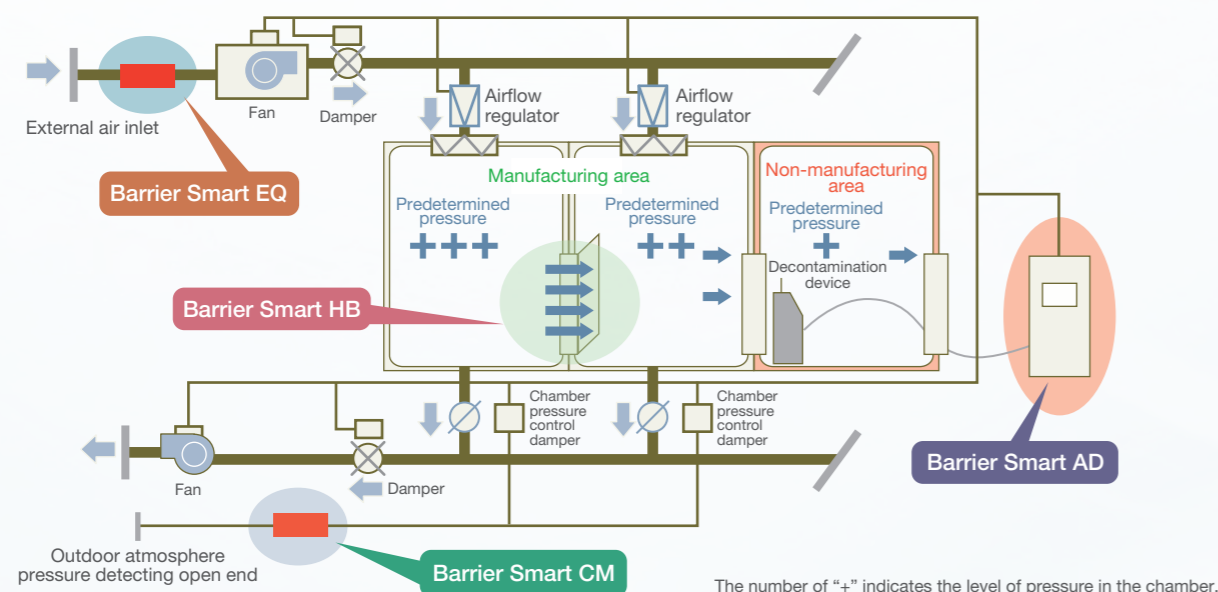 External air inlet
Fan
Damper
Airflow
regulator
Airflow
regulator
Barrier Smart EQ
Manufacturing area
Non-manufacturing
area
Predetermined
pressure
+++
Predetermined
pressure
++
Predetermined
pressure
+
Decontamination
device
Barrier Smart HB
Chamber
pressure
control
damper
Chamber
pressure
control
damper
Barrier Smart AD
Fan
Damper
Outdoor atmosphere
pressure detecting open end
Barrier Smart CM
The number of “+” indicates the level of pressure in the chamber.